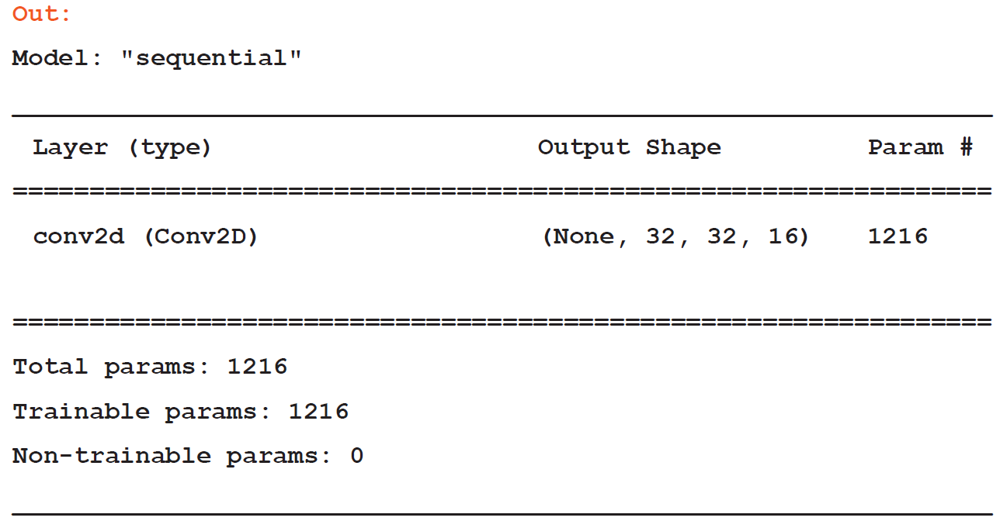 Out:
Model: "sequential"
_________________________________________________________________
Layer (type) Output Shape Param #
=================================================================
conv2d (Conv2D) (None, 32, 32, 16) 1216
=================================================================
Total params: 1216
Trainable params: 1216
Non-trainable params: 0
_________________________________________________________________